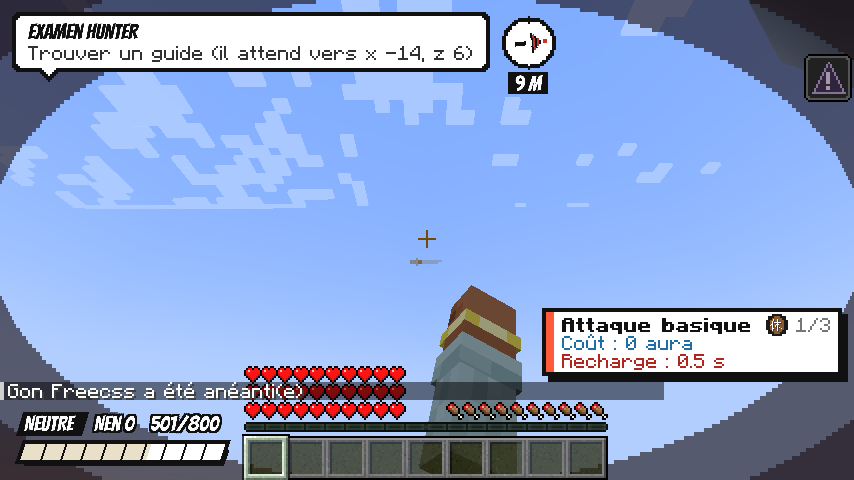 EXAMEN HUNTER
Trouver un guide (il attend vers x -14, z 6)
9 M
Attaque basique 休 1/3
Coût : 0 aura
Recharge : 0.5 s
Gon Freecss a été anéanti(e)
NEUTRE NEN 0 501/800